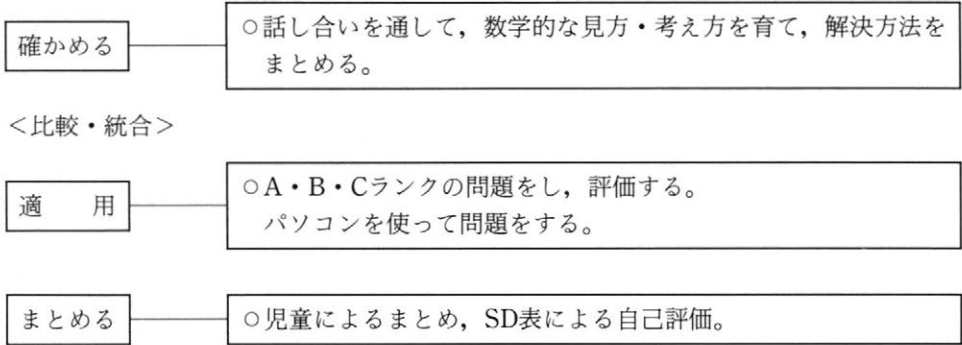 確かめる
○話し合いを通して，数学的な見方・考え方を育て，解決方法を
まとめる。
＜比較・統合＞
適　　用
○A・B・Cランクの問題をし，評価する。
パソコンを使って問題をする。
まとめる
○児童によるまとめ，SD表による自己評価。